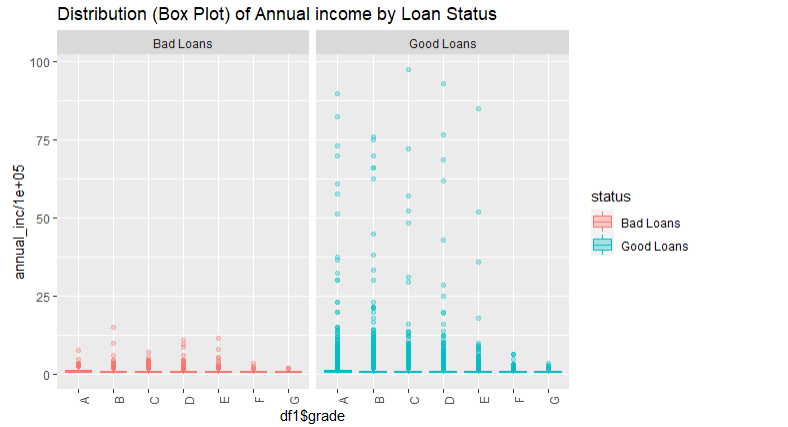 Distribution (Box Plot) of Annual income by Loan Status
Bad Loans
Good Loans
100
75
50
25
0
annual_inc/1e+05
A
B
C
D
E
F
G
A
B
C
D
E
F
G
df1$grade
status
Bad Loans
Good Loans